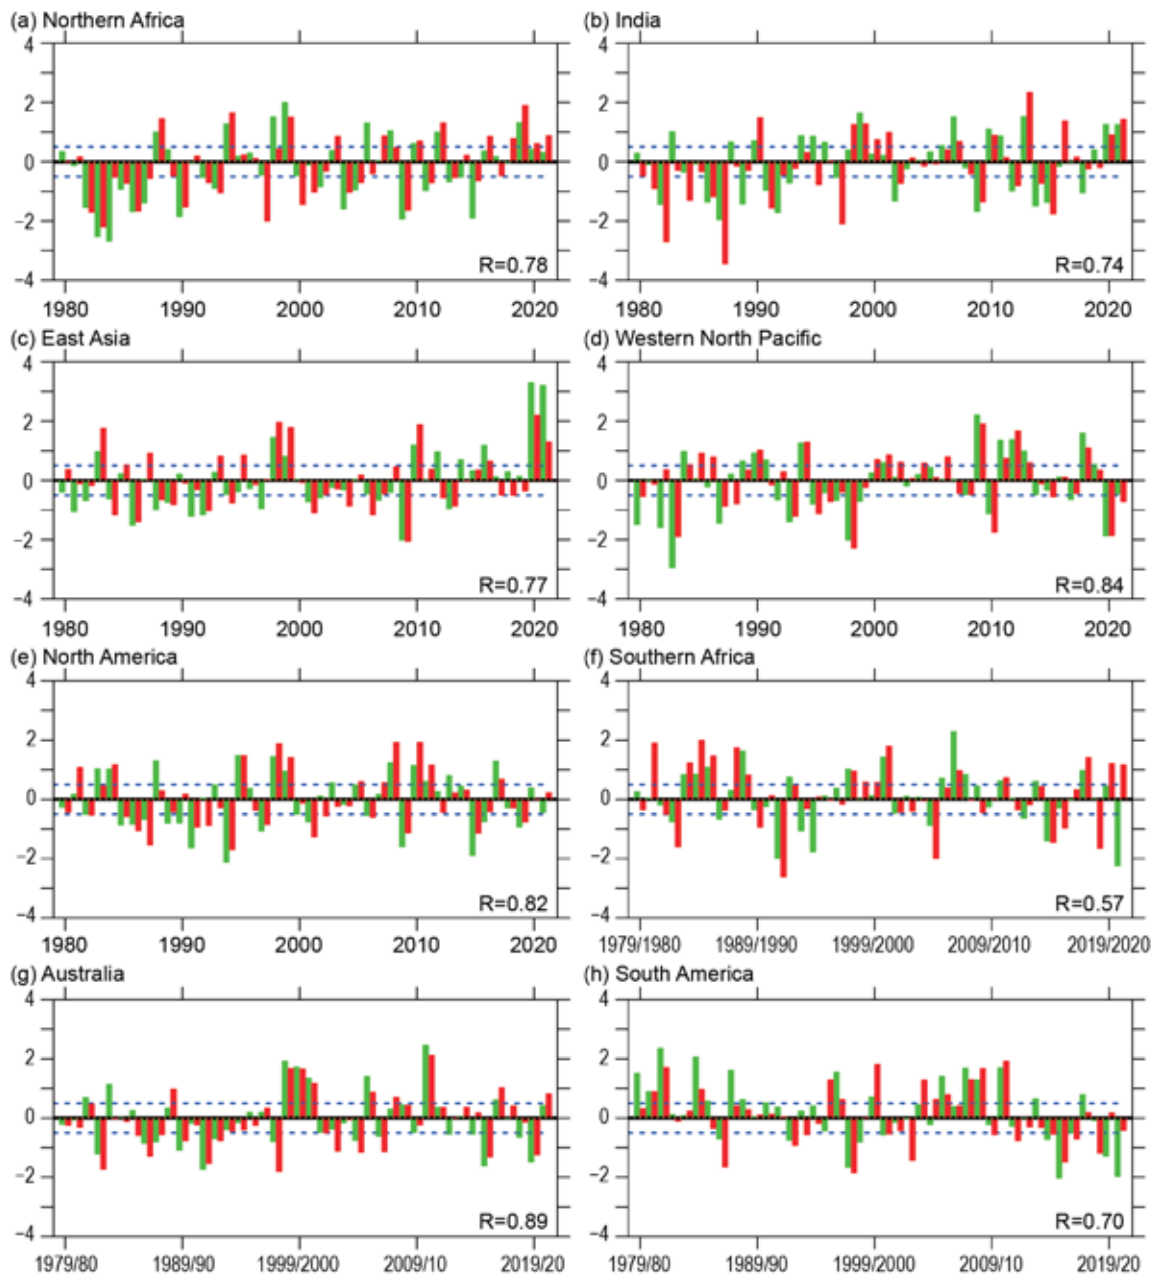 (a) Northern Africa
(b) India
4 4
2 2
0 0
−2 −2
−4 −4
R=0.78 R=0.74
1980 1990 2000 2010 2020 1980 1990 2000 2010 2020
(c) East Asia
(d) Western North Pacific
4 4
2 2
0 0
−2 −2
−4 −4
R=0.77 R=0.84
1980 1990 2000 2010 2020 1980 1990 2000 2010 2020
(e) North America
(f) Southern Africa
4 4
2 2
0 0
−2 −2
−4 −4
R=0.82 R=0.57
1980 1990 2000 2010 2020 1979/1980 1989/1990 1999/2000 2009/2010 2019/2020
(g) Australia
(h) South America
4 4
2 2
0 0
−2 −2
−4 −4
R=0.89 R=0.70
1979/80 1989/90 1999/2000 2009/10 2019/20 1979/80 1989/90 1999/2000 2009/10 2019/20